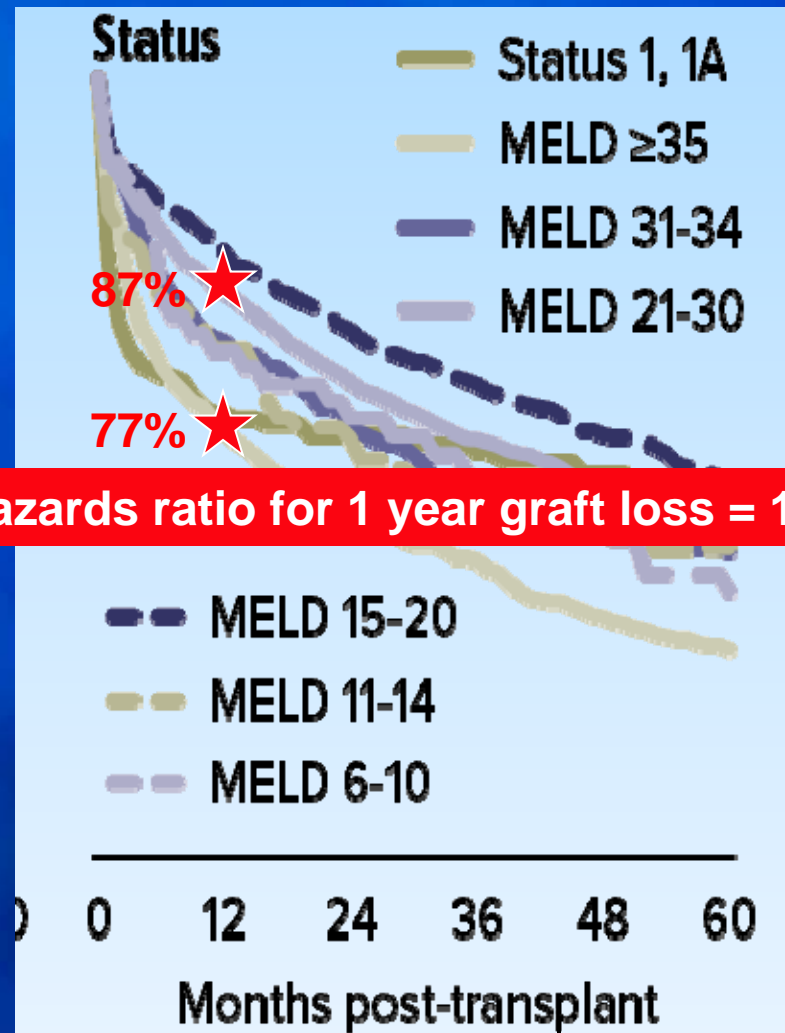 Status
Status 1, 1A
MELD ≥35
MELD 31-34
MELD 21-30
87%
77%
azards ratio for 1 year graft loss = 1
MELD 15-20
MELD 11-14
MELD 6-10
0 12 24 36 48 60
Months post-transplant